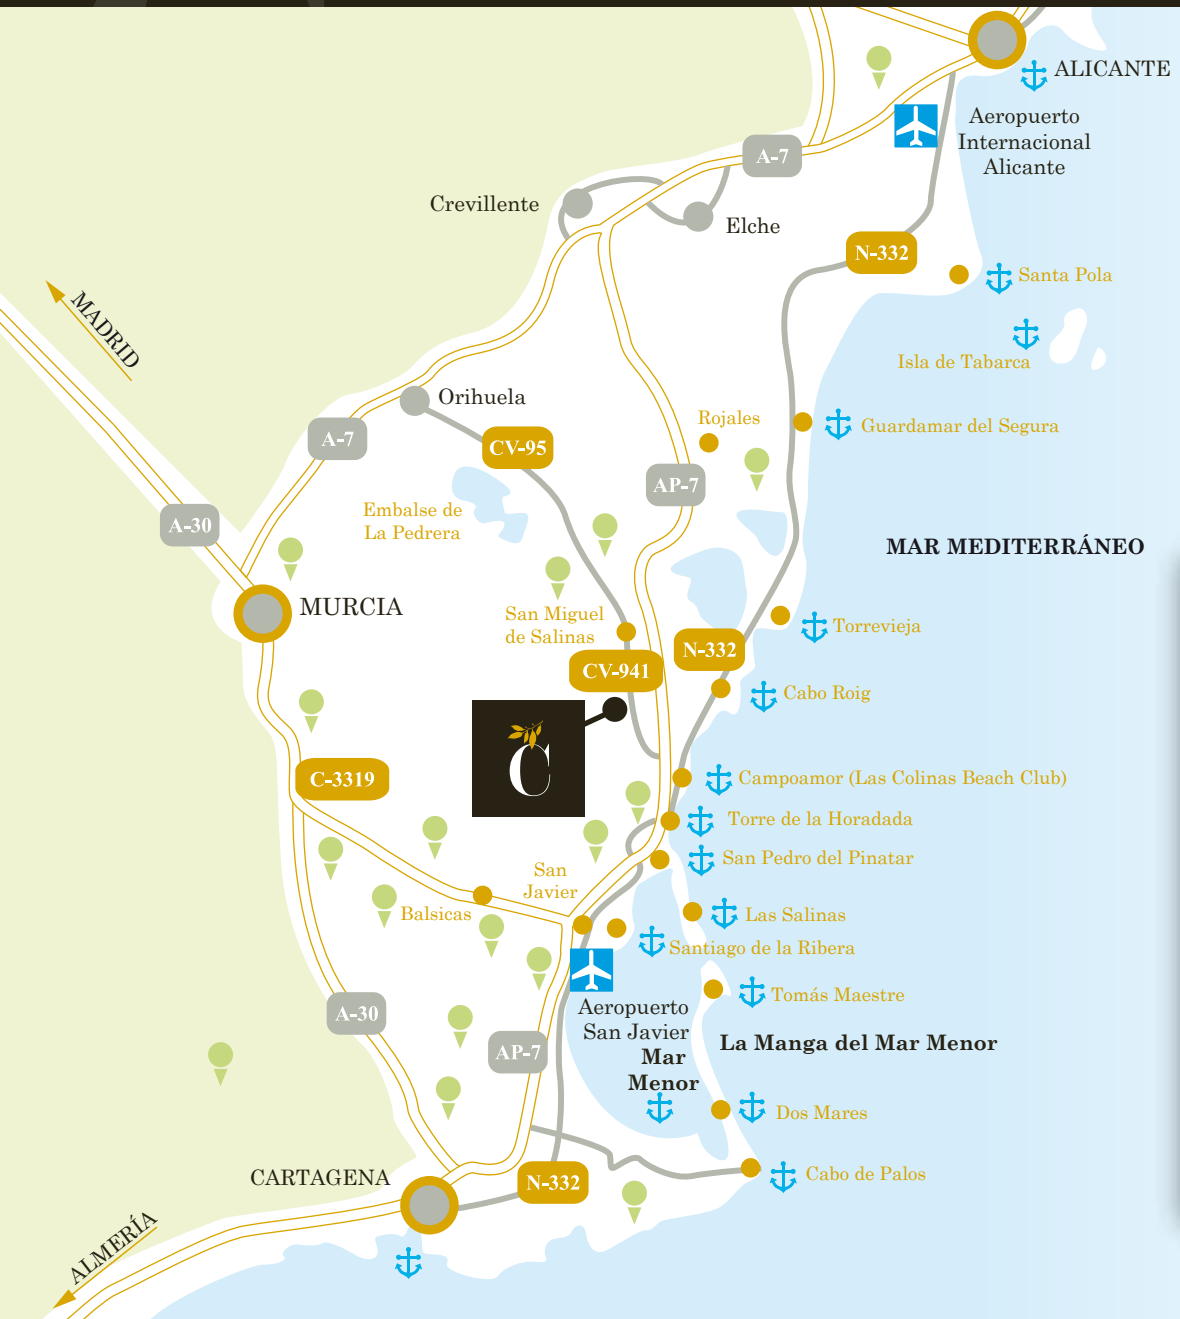 ALICANTE
Aeropuerto
Internacional
Alicante
A-7
Crevillente
Elche
N-332
Santa Pola
MADRID
Isla de Tabarca
Orihuela
Rojales
Guardamar del Segura
A-7
CV-95
AP-7
Embalse de
La Pedrera
A-30
MAR MEDITERRÁNEO
MURCIA
San Miguel
de Salinas
Torrevieja
N-332
CV-941
Cabo Roig
C
C-3319
Campoamor (Las Colinas Beach Club)
Torre de la Horadada
San Pedro del Pinatar
San
Javier
Balsicas
Las Salinas
Santiago de la Ribera
Tomás Maestre
Aeropuerto
San Javier
A-30
AP-7
La Manga del Mar Menor
Mar
Menor
Dos Mares
CARTAGENA
N-332
Cabo de Palos
ALMERÍA